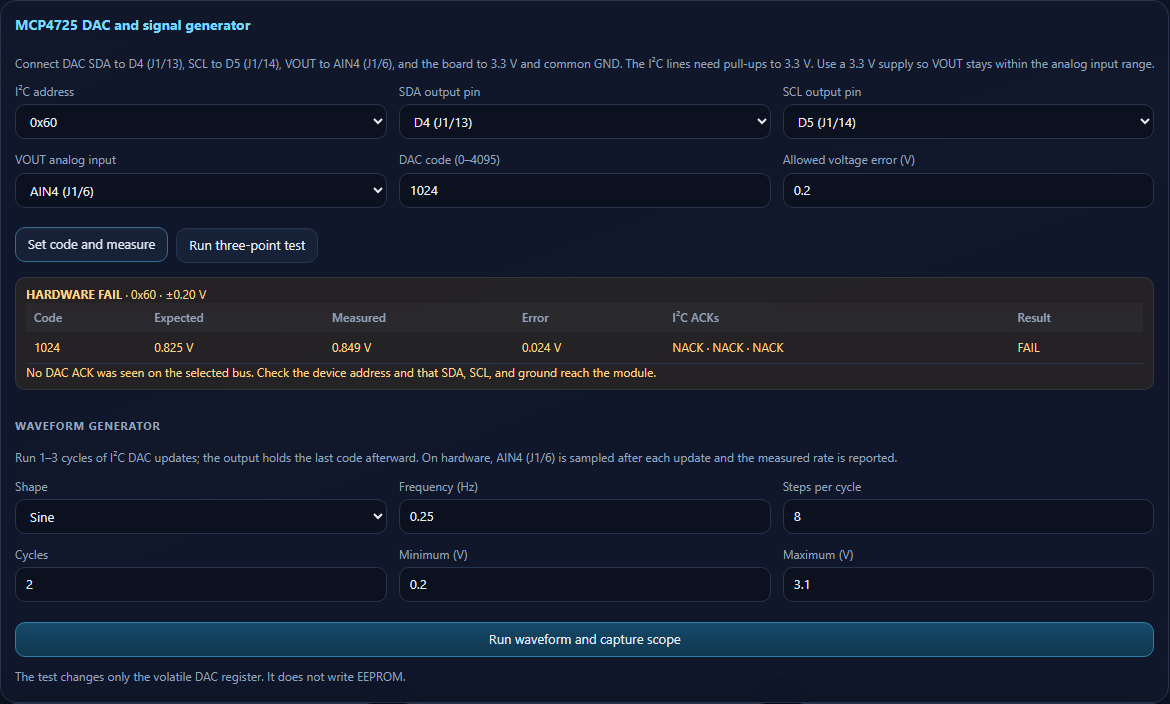 MCP4725 DAC and signal generator
Connect DAC SDA to D4 (J1/13), SCL to D5 (J1/14), VOUT to AIN4 (J1/6), and the board to 3.3 V and common GND. The I²C lines need pull-ups to 3.3 V. Use a 3.3 V supply so VOUT stays within the analog input range.
I²C address SDA output pin SCL output pin
0x60 D4 (J1/13) D5 (J1/14)
VOUT analog input DAC code (0–4095) Allowed voltage error (V)
AIN4 (J1/6) 1024 0.2
Set code and measure Run three-point test
HARDWARE FAIL · 0x60 · ±0.20 V
Code Expected Measured Error I²C ACKs Result
1024 0.825 V 0.849 V 0.024 V NACK · NACK · NACK FAIL
No DAC ACK was seen on the selected bus. Check the device address and that SDA, SCL, and ground reach the module.
WAVEFORM GENERATOR
Run 1–3 cycles of I²C DAC updates; the output holds the last code afterward. On hardware, AIN4 (J1/6) is sampled after each update and the measured rate is reported.
Shape Frequency (Hz) Steps per cycle
Sine 0.25 8
Cycles Minimum (V) Maximum (V)
2 0.2 3.1
Run waveform and capture scope
The test changes only the volatile DAC register. It does not write EEPROM.